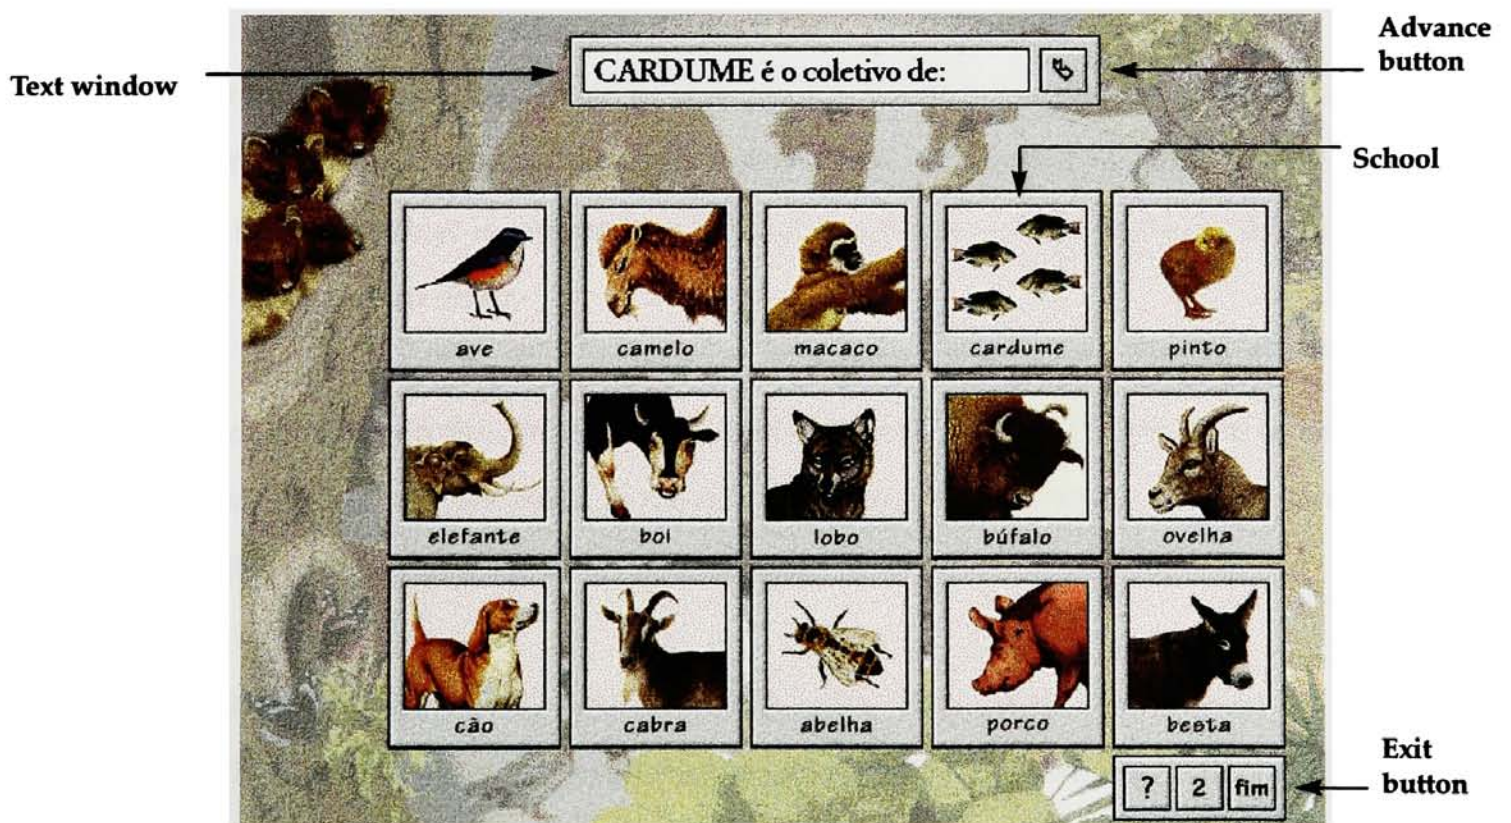 Advance
button
Text window
CARDUME é o coletivo de:
School
ave
camelo
macaco
cardume
pinto
elefante
boi
lobo
búfalo
ovelha
cão
cabra
abelha
porco
besta
Exit
button
?
2
fim